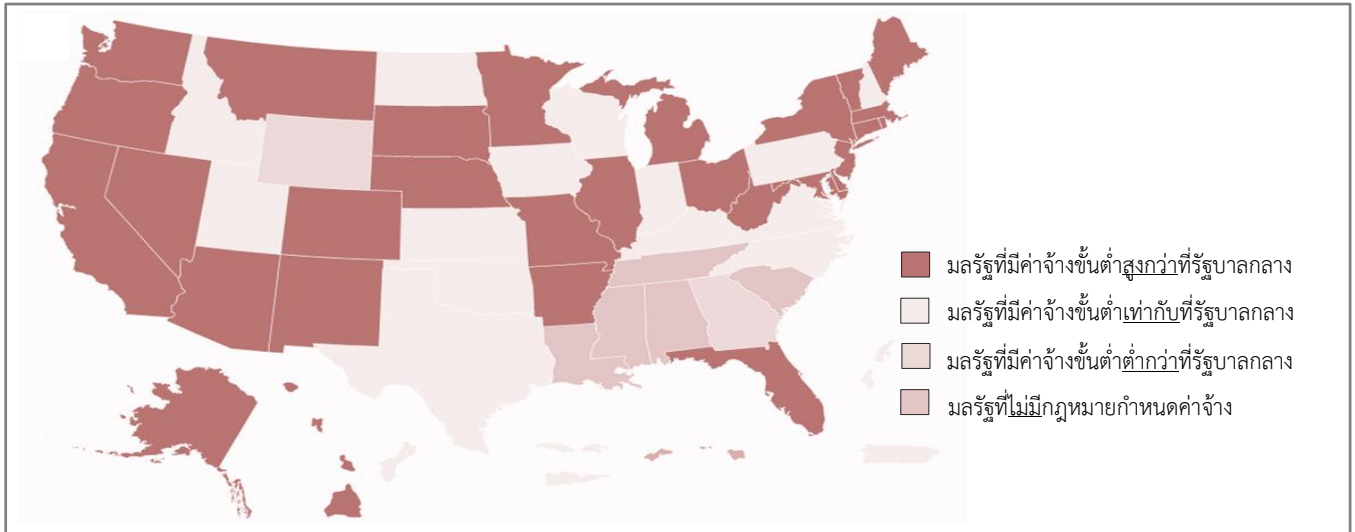 มลรัฐที่มีค่าจ้างขั้นต่ำสูงกว่าที่รัฐบาลกลาง
มลรัฐที่มีค่าจ้างขั้นต่ำเท่ากับที่รัฐบาลกลาง
มลรัฐที่มีค่าจ้างขั้นต่ำต่ำกว่าที่รัฐบาลกลาง
มลรัฐที่ไม่มีกฎหมายกำหนดค่าจ้าง